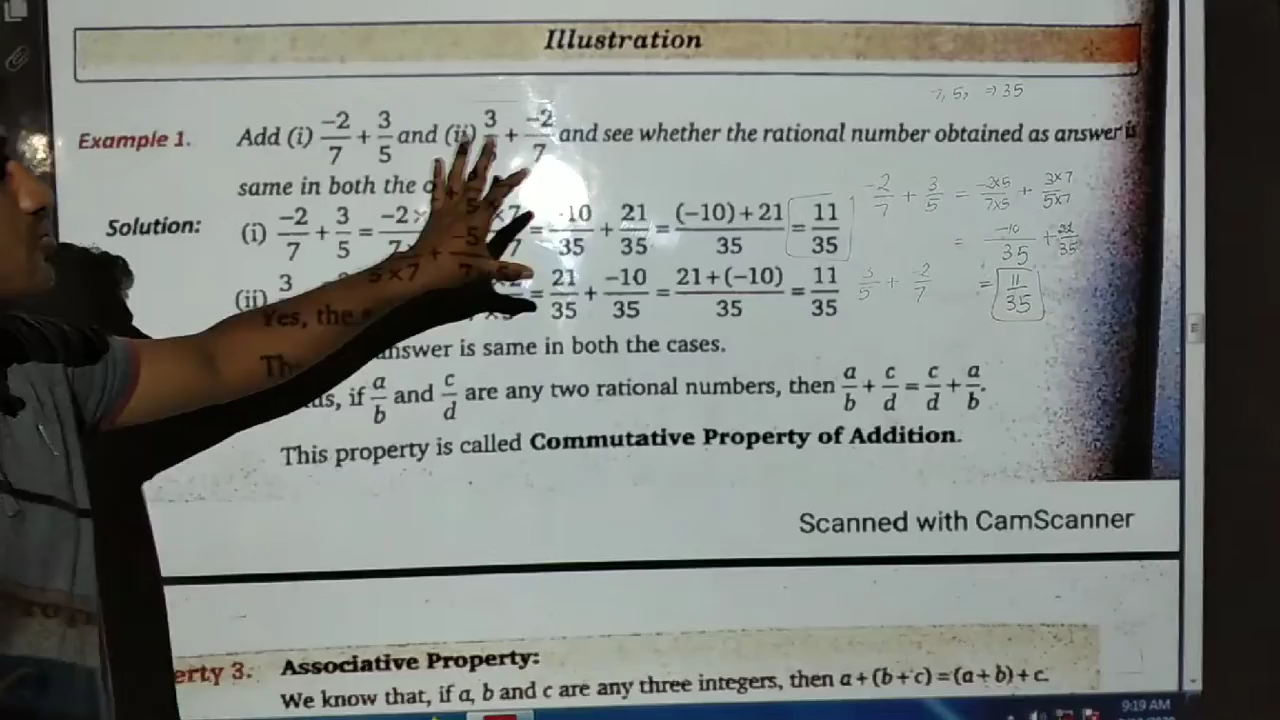 Illustration
7, 5, ⇒ 35
Example 1. Add (i) -2/7 + 3/5 and (ii) 3/ + -2/7 and see whether the rational number obtained as answer is
same in both the
Solution: (i) -2/7 + 3/5 = -2× ×7/ = -10/35 + 21/35 = (-10)+21/35 = 11/35
(ii) 3/ = 21/35 + -10/35 = 21+(-10)/35 = 11/35
-2/7 + 3/5 = -2×5/7×5 + 3×7/5×7
= -10/35 + 21/35
3/5 + -2/7 = 11/35
Yes, the answer is same in both the cases.
Thus, if a/b and c/d are any two rational numbers, then a/b + c/d = c/d + a/b.
This property is called Commutative Property of Addition.
Scanned with CamScanner
erty 3. Associative Property:
We know that, if a, b and c are any three integers, then a+(b+c)=(a+b)+c.
9:19 AM